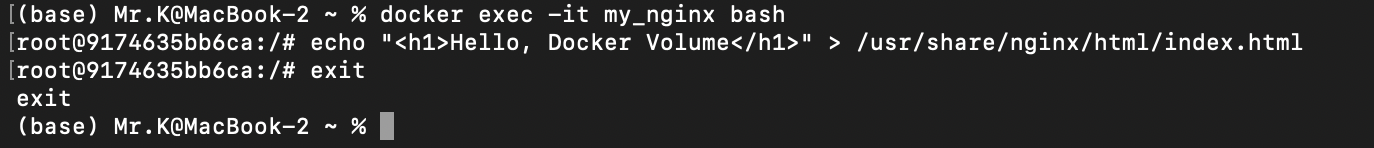 [(base) Mr.K@MacBook-2 ~ % docker exec -it my_nginx bash
[root@9174635bb6ca:/# echo "<h1>Hello, Docker Volume</h1>" > /usr/share/nginx/html/index.html
[root@9174635bb6ca:/# exit
exit
(base) Mr.K@MacBook-2 ~ %